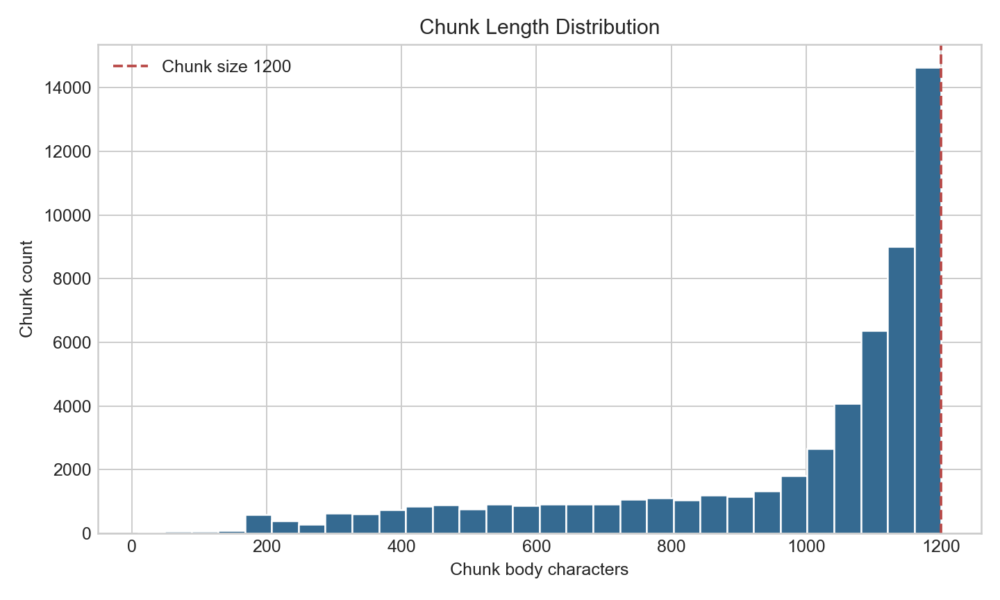 Chunk Length Distribution
Chunk size 1200
14000
12000
10000
8000
6000
4000
2000
0
Chunk count
0 200 400 600 800 1000 1200
Chunk body characters